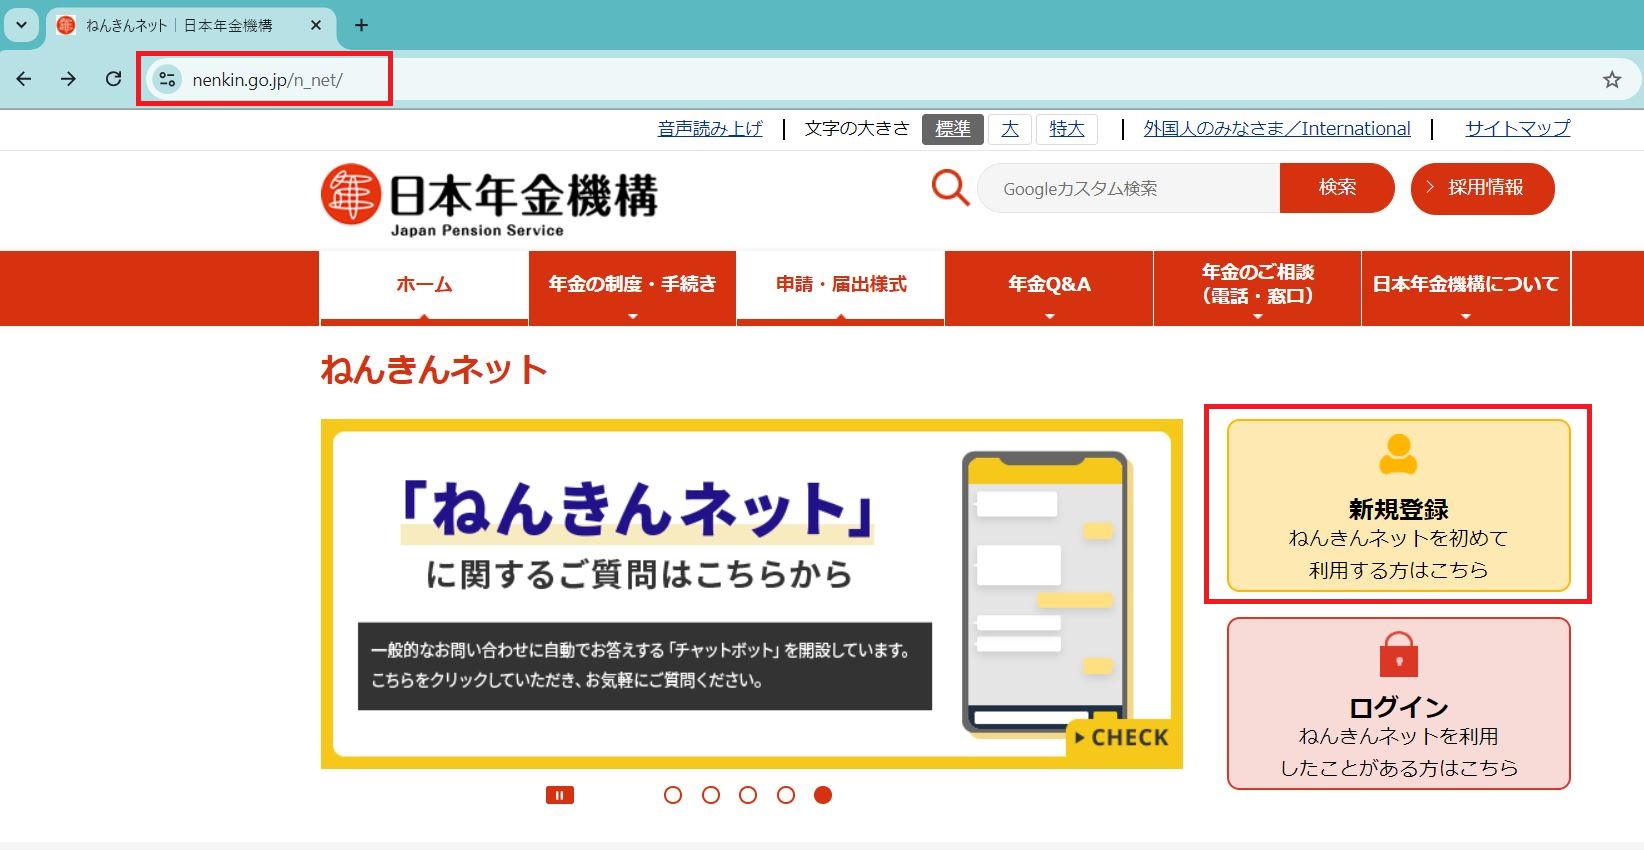 ねんきんネット｜日本年金機構
nenkin.go.jp/n_net/
音声読み上げ
文字の大きさ
標準
大
特大
外国人のみなさま／International
サイトマップ
日本年金機構
Japan Pension Service
Googleカスタム検索
検索
採用情報
ホーム
年金の制度・手続き
申請・届出様式
年金Q&A
年金のご相談
（電話・窓口）
日本年金機構について
ねんきんネット
「ねんきんネット」
に関するご質問はこちらから
一般的なお問い合わせに自動でお答えする「チャットボット」を開設しています。
こちらをクリックしていただき、お気軽にご質問ください。
CHECK
新規登録
ねんきんネットを初めて
利用する方はこちら
ログイン
ねんきんネットを利用
したことがある方はこちら